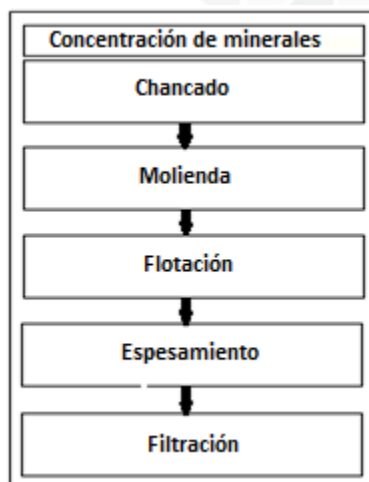 Concentración de minerales
Chancado
Molienda
Flotación
Espesamiento
Filtración